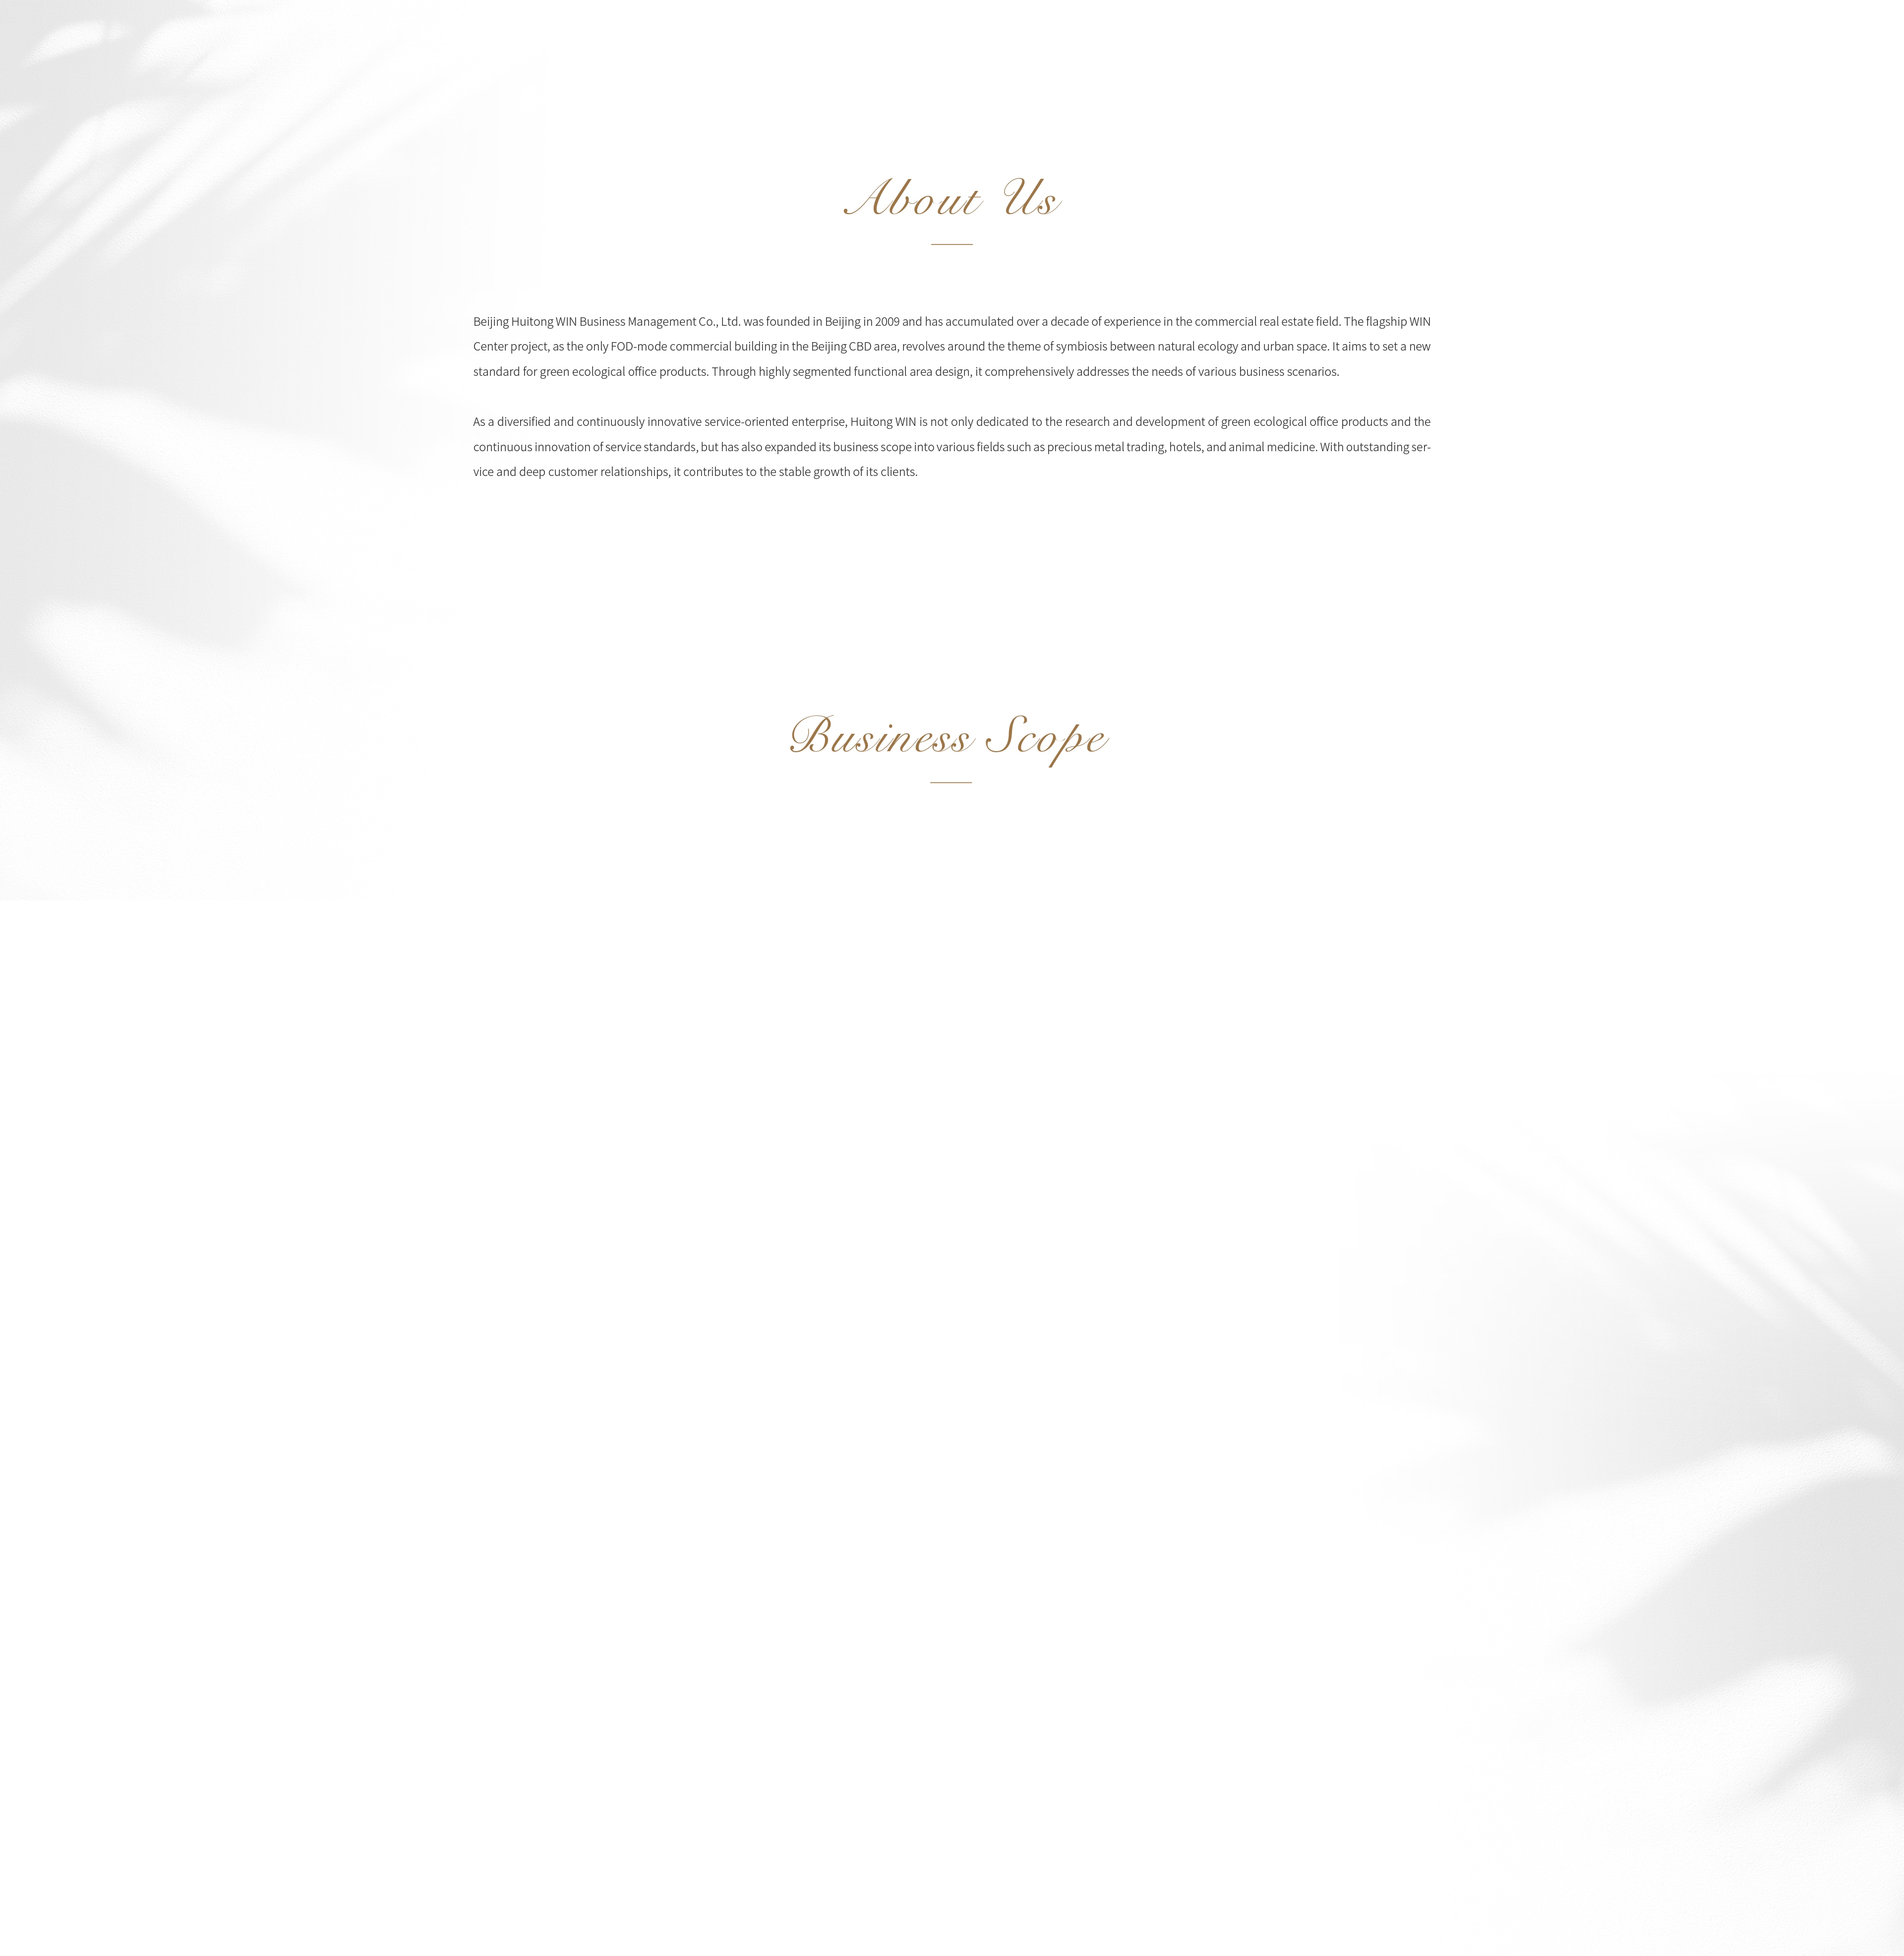 About Us
Beijing Huitong WIN Business Management Co., Ltd. was founded in Beijing in 2009 and has accumulated over a decade of experience in the commercial real estate field. The flagship WIN
Center project, as the only FOD-mode commercial building in the Beijing CBD area, revolves around the theme of symbiosis between natural ecology and urban space. It aims to set a new
standard for green ecological office products. Through highly segmented functional area design, it comprehensively addresses the needs of various business scenarios.
As a diversified and continuously innovative service-oriented enterprise, Huitong WIN is not only dedicated to the research and development of green ecological office products and the
continuous innovation of service standards, but has also expanded its business scope into various fields such as precious metal trading, hotels, and animal medicine. With outstanding ser-
vice and deep customer relationships, it contributes to the stable growth of its clients.
Business Scope